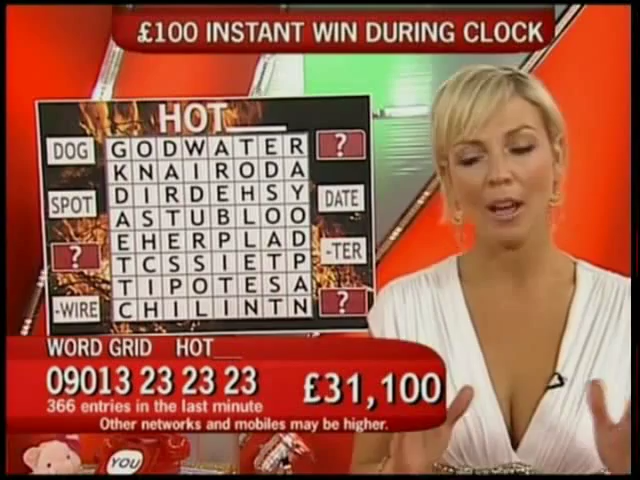 £100 INSTANT WIN DURING CLOCK
HOT____
DOG
SPOT
?
-WIRE
GODWATER
KNAIRODA
DIRDEHSY
ASTUBLOO
EHERPLAD
TCSSIETP
TIPOTESA
CHILINTN
?
DATE
-TER
?
WORD GRID HOT___
09013 23 23 23
£31,100
366 entries in the last minute
Other networks and mobiles may be higher.
YOU